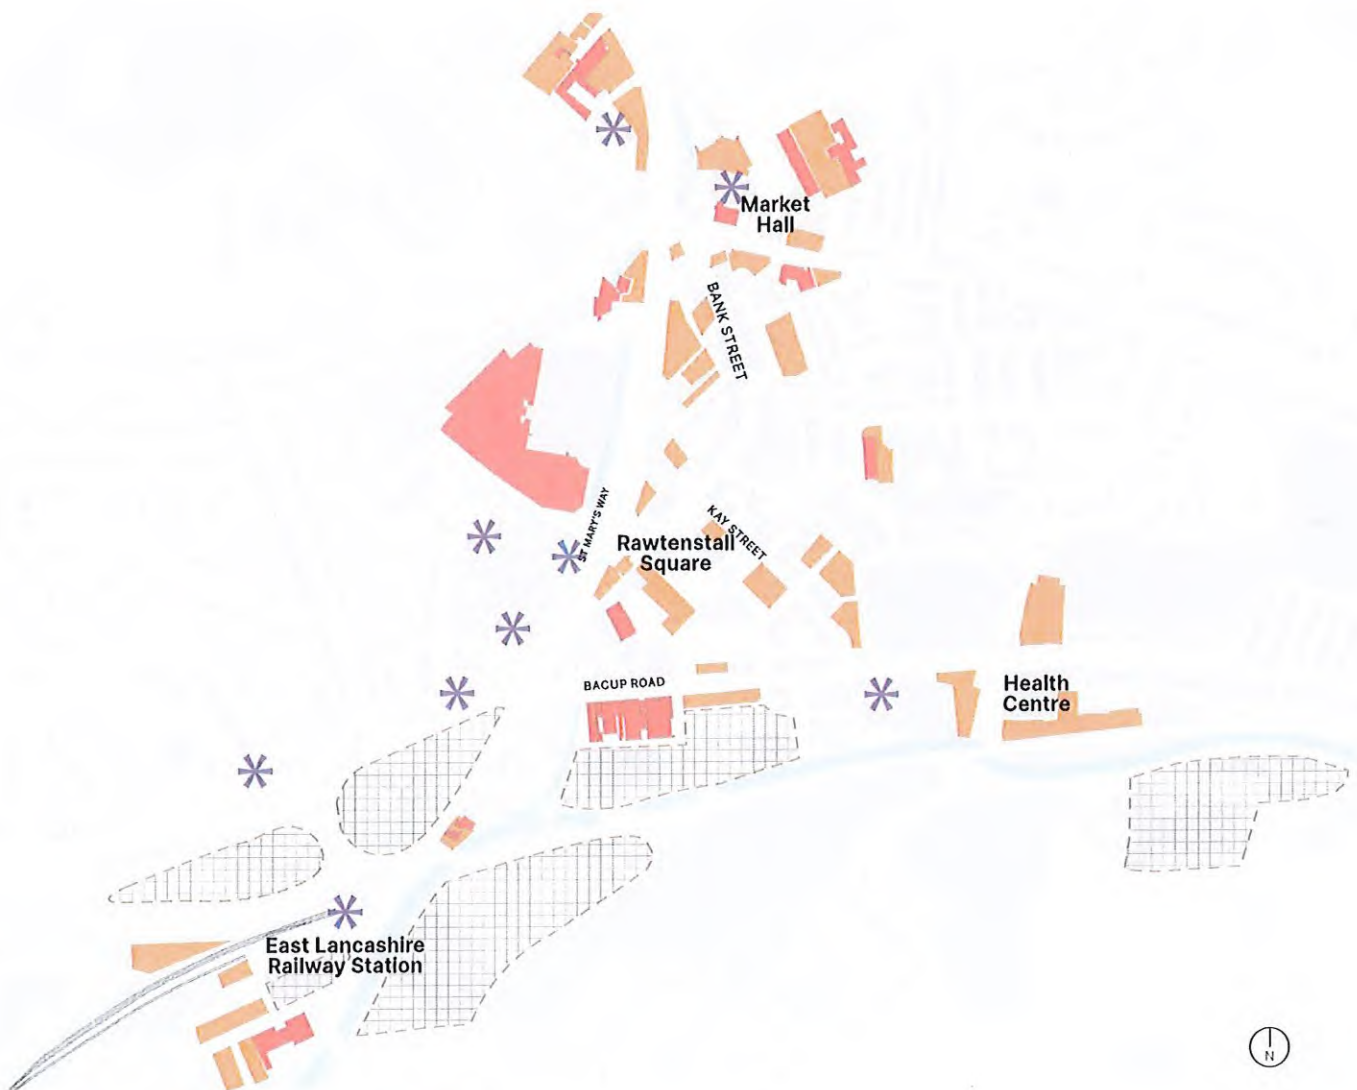 Market
Hall
BANK STREET
ST MARY'S WAY
KAY STREET
Rawtenstall
Square
BACUP ROAD
Health
Centre
East Lancashire
Railway Station
N